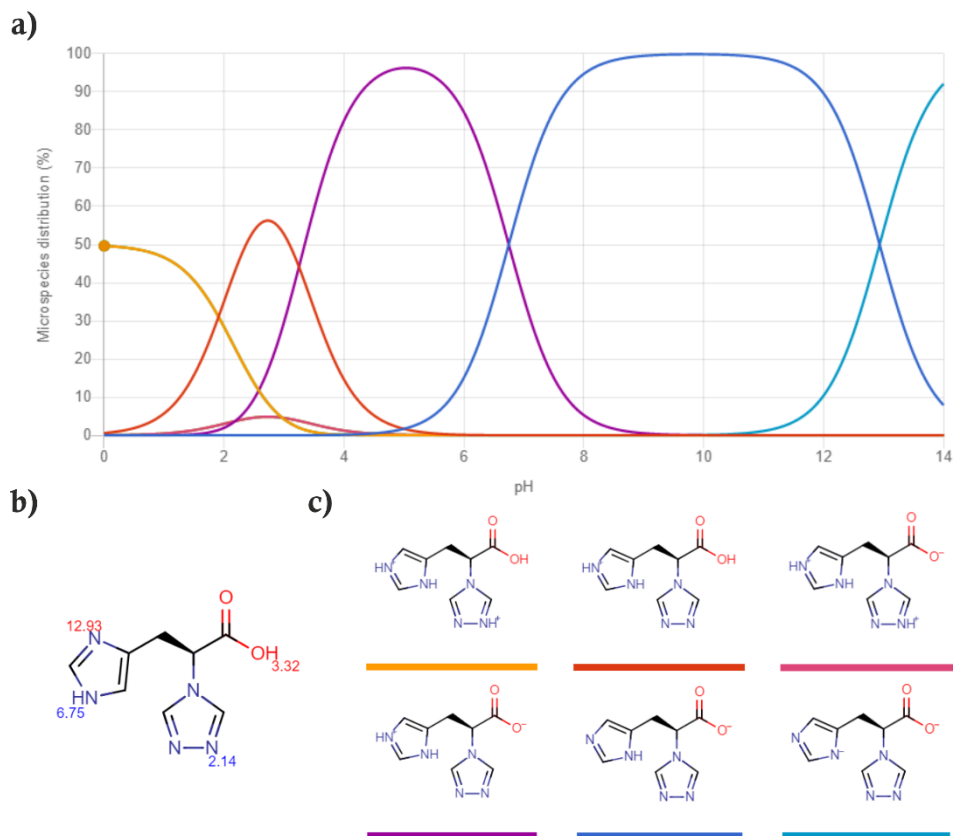 a)
Microspecies distribution (%)
100
90
80
70
60
50
40
30
20
10
0
0 2 4 6 8 10 12 14
pH
b)
12.93
N
O
OH
3.32
HN
6.75
N
N N
2.14
c)
O
OH
HN⁺
NH
N
N NH⁺
O
OH
HN⁺
NH
N
N N
O
O⁻
HN⁺
NH
N
N NH⁺
O
O⁻
HN⁺
NH
N
N N
O
O⁻
N
NH
N
N N
O
O⁻
N
N⁻
N
N N